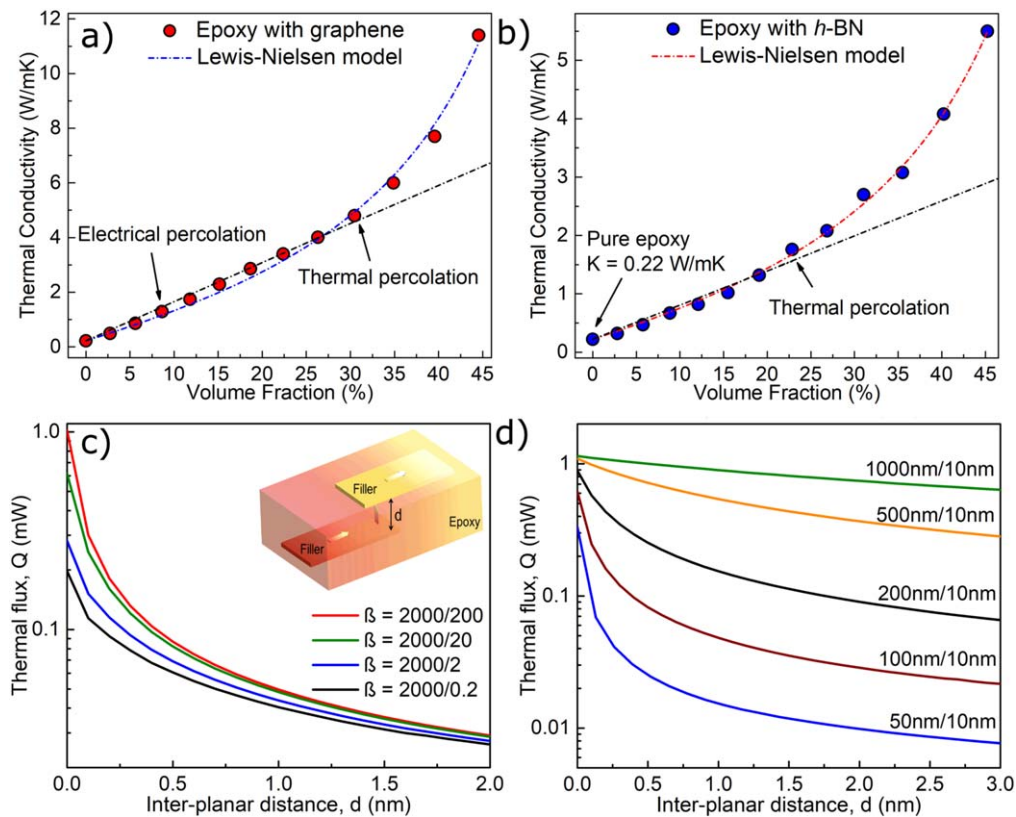 a)
Epoxy with graphene
Lewis-Nielsen model
Electrical percolation
Thermal percolation
12
10
8
6
4
2
0
Thermal Conductivity (W/mK)
0 5 10 15 20 25 30 35 40 45
Volume Fraction (%)
b)
Epoxy with h-BN
Lewis-Nielsen model
Pure epoxy
K = 0.22 W/mK
Thermal percolation
5
4
3
2
1
0
Thermal Conductivity (W/mK)
0 5 10 15 20 25 30 35 40 45
Volume Fraction (%)
c)
Filler
d
Epoxy
Filler
ß = 2000/200
ß = 2000/20
ß = 2000/2
ß = 2000/0.2
1.0
0.1
Thermal flux, Q (mW)
0.0 0.5 1.0 1.5 2.0
Inter-planar distance, d (nm)
d)
1000nm/10nm
500nm/10nm
200nm/10nm
100nm/10nm
50nm/10nm
1
0.1
0.01
Thermal flux, Q (mW)
0.0 0.5 1.0 1.5 2.0 2.5 3.0
Inter-planar distance, d (nm)